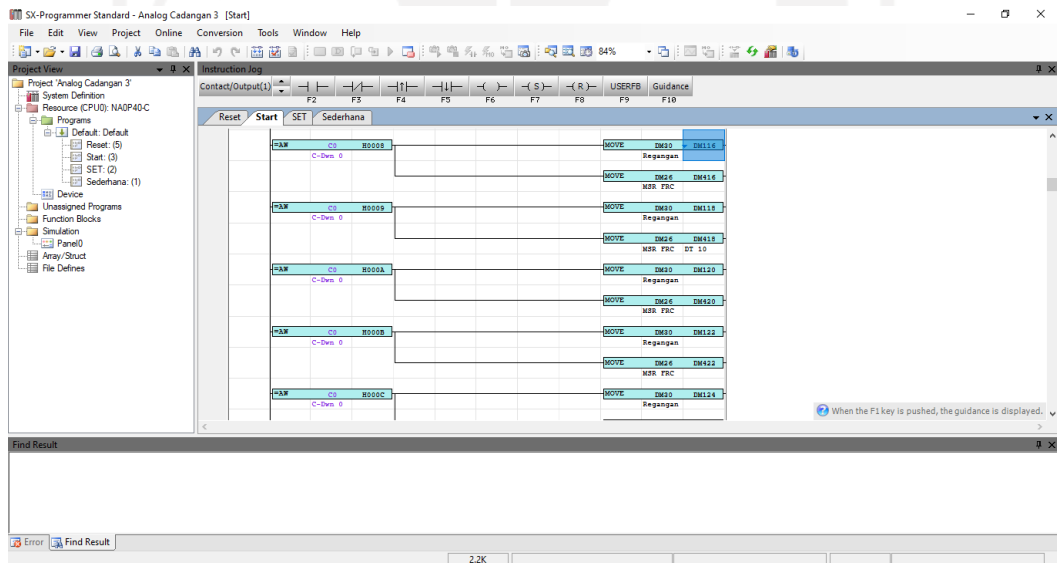 SX-Programmer Standard - Analog Cadangan 3 [Start]
File Edit View Project Online Conversion Tools Window Help
84%
Project View
Instruction Jog
Project 'Analog Cadangan 3'
System Definition
Resource (CPU0): NA0P40-C
Programs
Default: Default
Reset: (5)
Start: (3)
SET: (2)
Sederhana: (1)
Device
Unassigned Programs
Function Blocks
Simulation
Panel0
Array/Struct
File Defines
Contact/Output(1) ( S ) ( R ) USERFB Guidance
F2 F3 F4 F5 F6 F7 F8 F9 F10
Reset Start SET Sederhana
=AW C0 H0008 MOVE DM30 DM116
C-Dwn 0 Regangan
MOVE DM26 DM416
MSR FRC
=AW C0 H0009 MOVE DM30 DM118
C-Dwn 0 Regangan
MOVE DM26 DM418
MSR FRC DT 10
=AW C0 H000A MOVE DM30 DM120
C-Dwn 0 Regangan
MOVE DM26 DM420
MSR FRC
=AW C0 H000B MOVE DM30 DM122
C-Dwn 0 Regangan
MOVE DM26 DM422
MSR FRC
=AW C0 H000C MOVE DM30 DM124
C-Dwn 0 Regangan
When the F1 key is pushed, the guidance is displayed.
Find Result
Error Find Result
2.2K